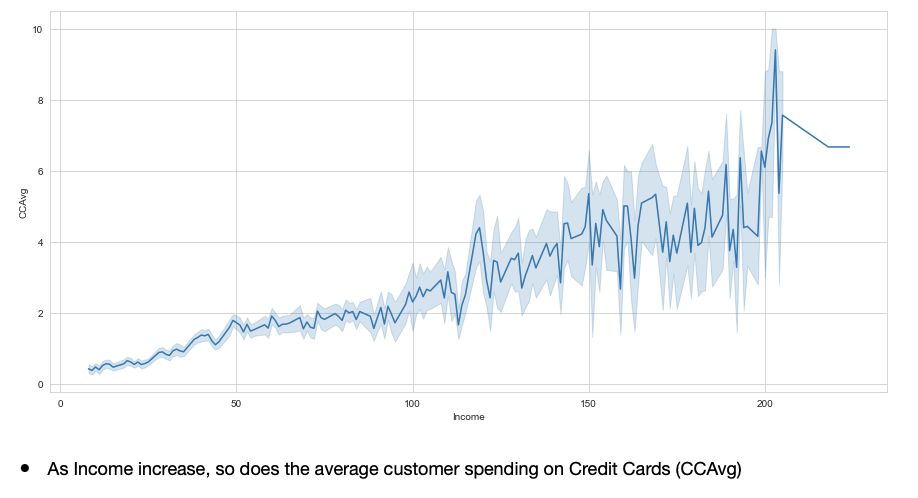 10
8
6
4
2
0
CCAvg
0 50 100 150 200
Income
● As Income increase, so does the average customer spending on Credit Cards (CCAvg)